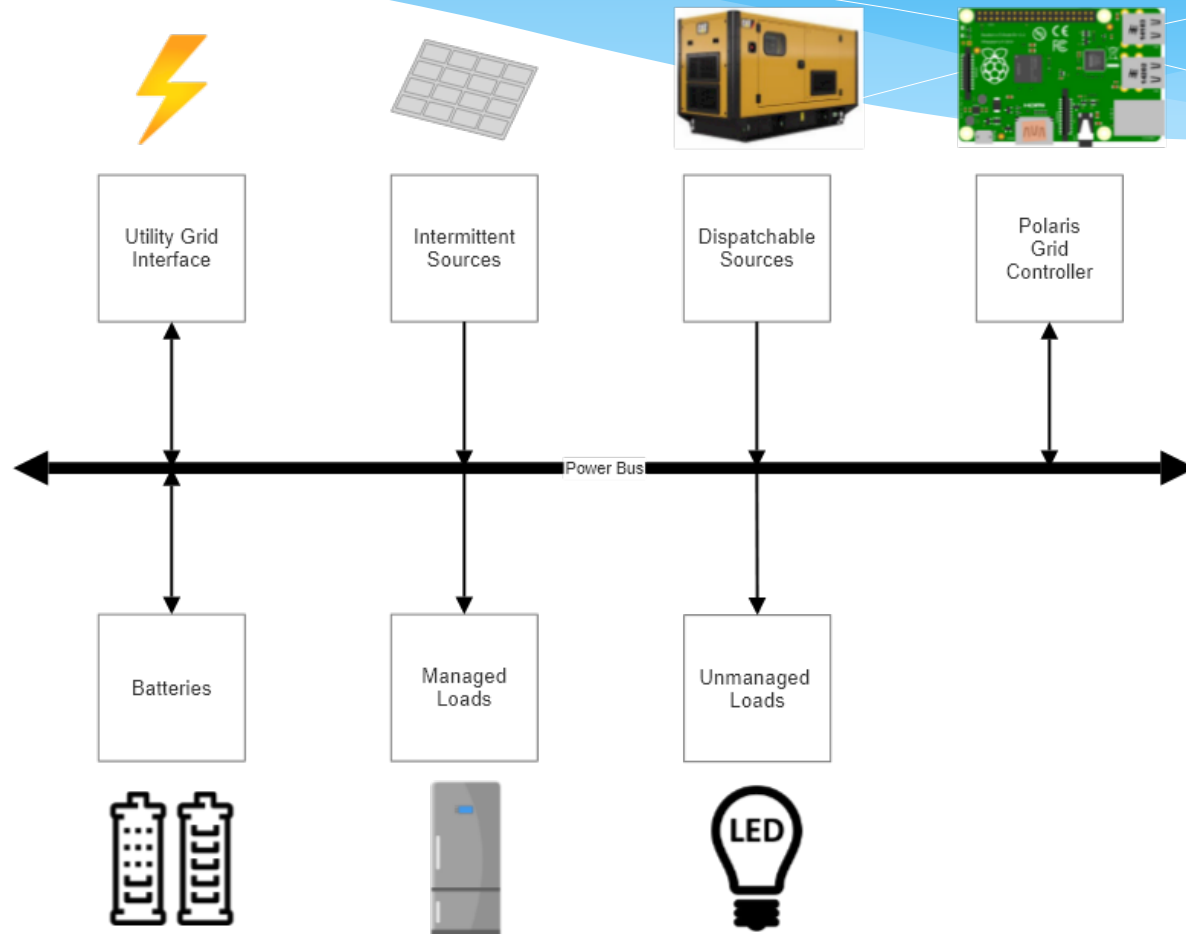 Utility Grid
Interface
Intermittent
Sources
Dispatchable
Sources
Polaris
Grid
Controller
Power Bus
Batteries
Managed
Loads
Unmanaged
Loads
LED